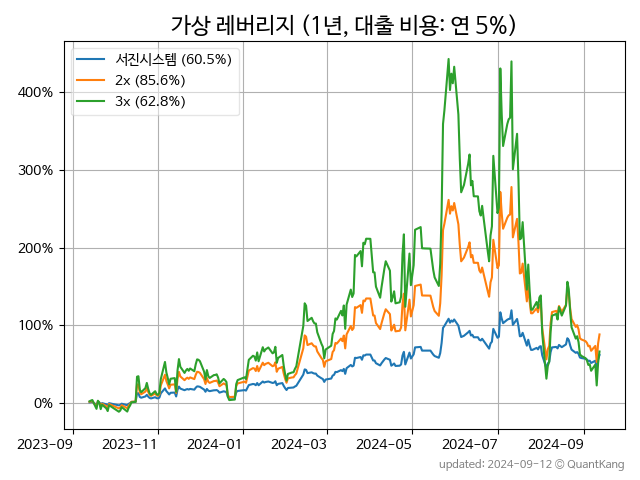 가상 레버리지 (1년, 대출 비용: 연 5%)
서진시스템 (60.5%)
2x (85.6%)
3x (62.8%)
400%
300%
200%
100%
0%
2023-09 2023-11 2024-01 2024-03 2024-05 2024-07 2024-09
updated: 2024-09-12 © QuantKang